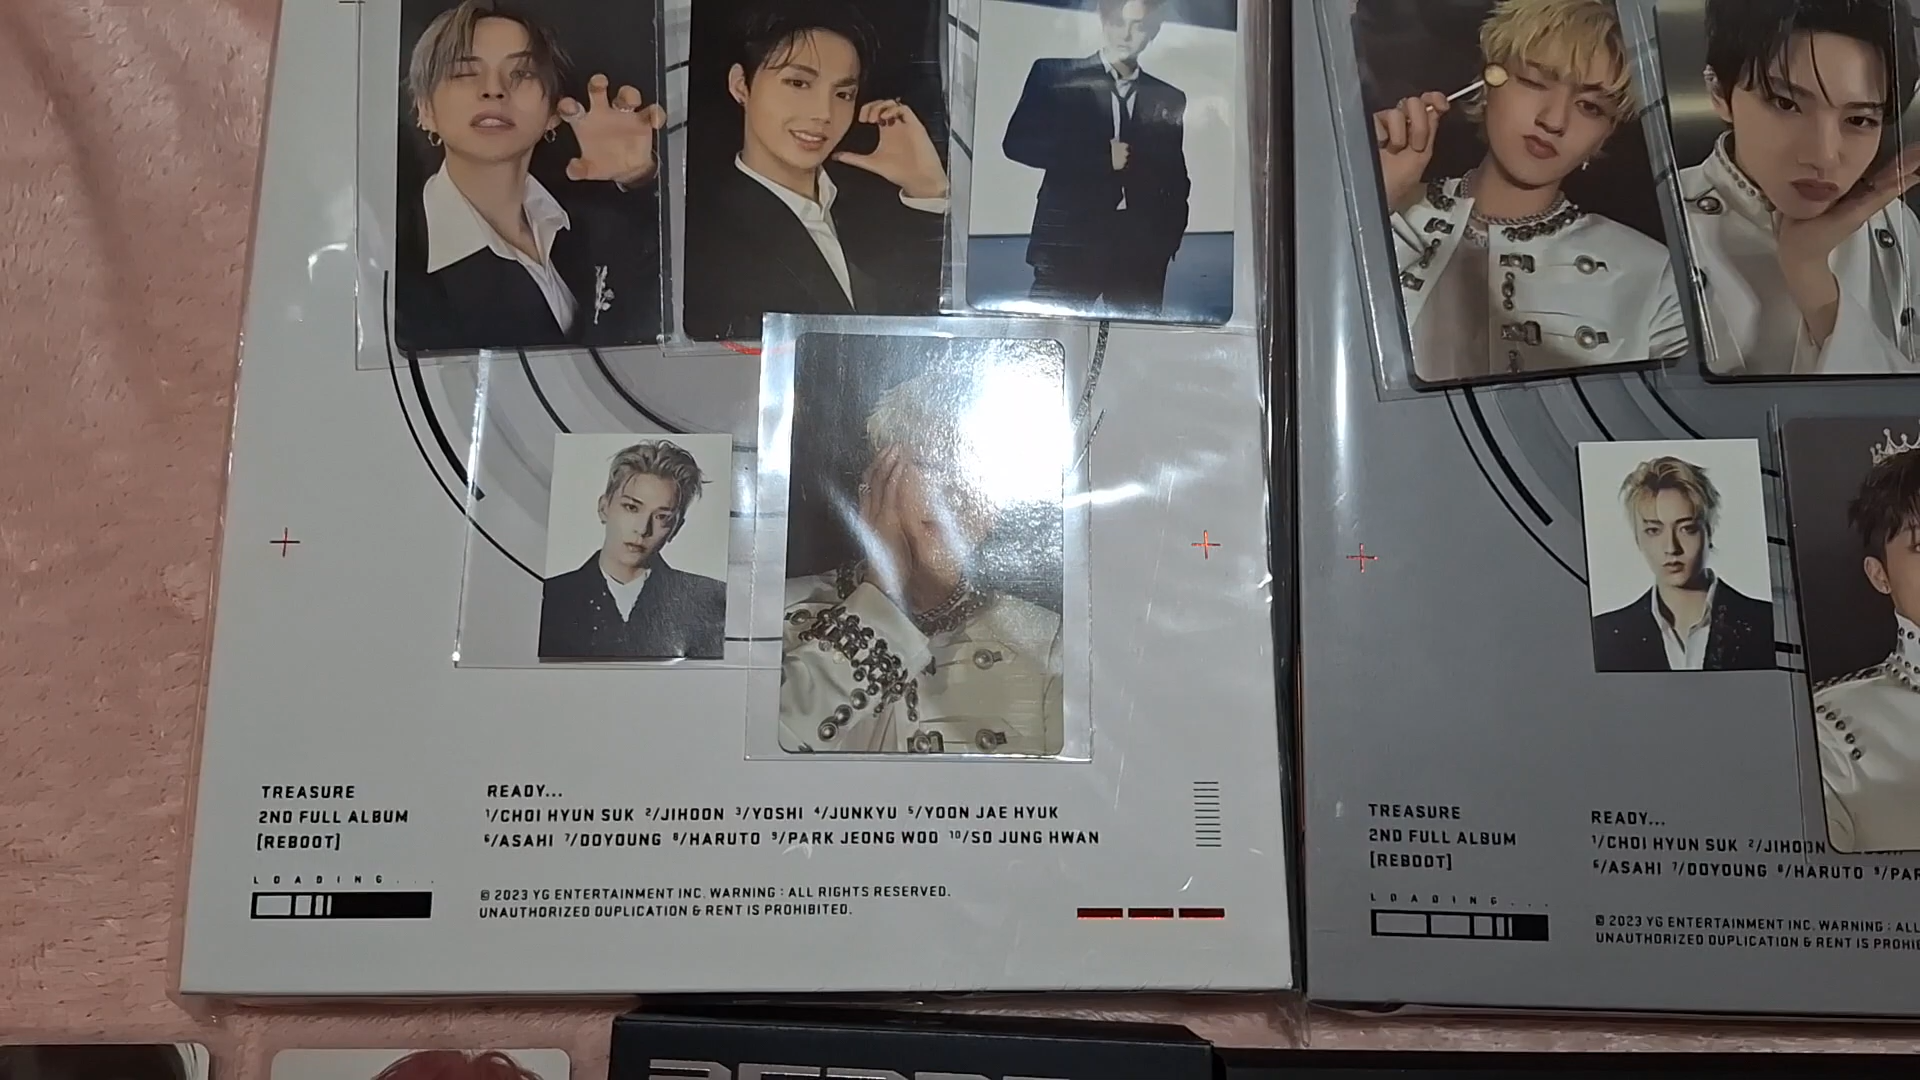 TREASURE
2ND FULL ALBUM
[REBOOT]
LOADING...
READY...
1/CHOI HYUN SUK 2/JIHOON 3/YOSHI 4/JUNKYU 5/YOON JAE HYUK
6/ASAHI 7/DOYOUNG 8/HARUTO 9/PARK JEONG WOO 10/SO JUNG HWAN
© 2023 YG ENTERTAINMENT INC. WARNING : ALL RIGHTS RESERVED.
UNAUTHORIZED DUPLICATION & RENT IS PROHIBITED.
TREASURE
2ND FULL ALBUM
[REBOOT]
LOADING...
READY...
1/CHOI HYUN SUK 2/JIHOON
6/ASAHI 7/DOYOUNG 8/HARUTO 9/PAR
© 2023 YG ENTERTAINMENT INC. WARNING : AL
UNAUTHORIZED DUPLICATION & RENT IS PROHIB